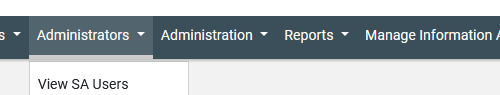 s Administrators Administration Reports Manage Information A
View SA Users